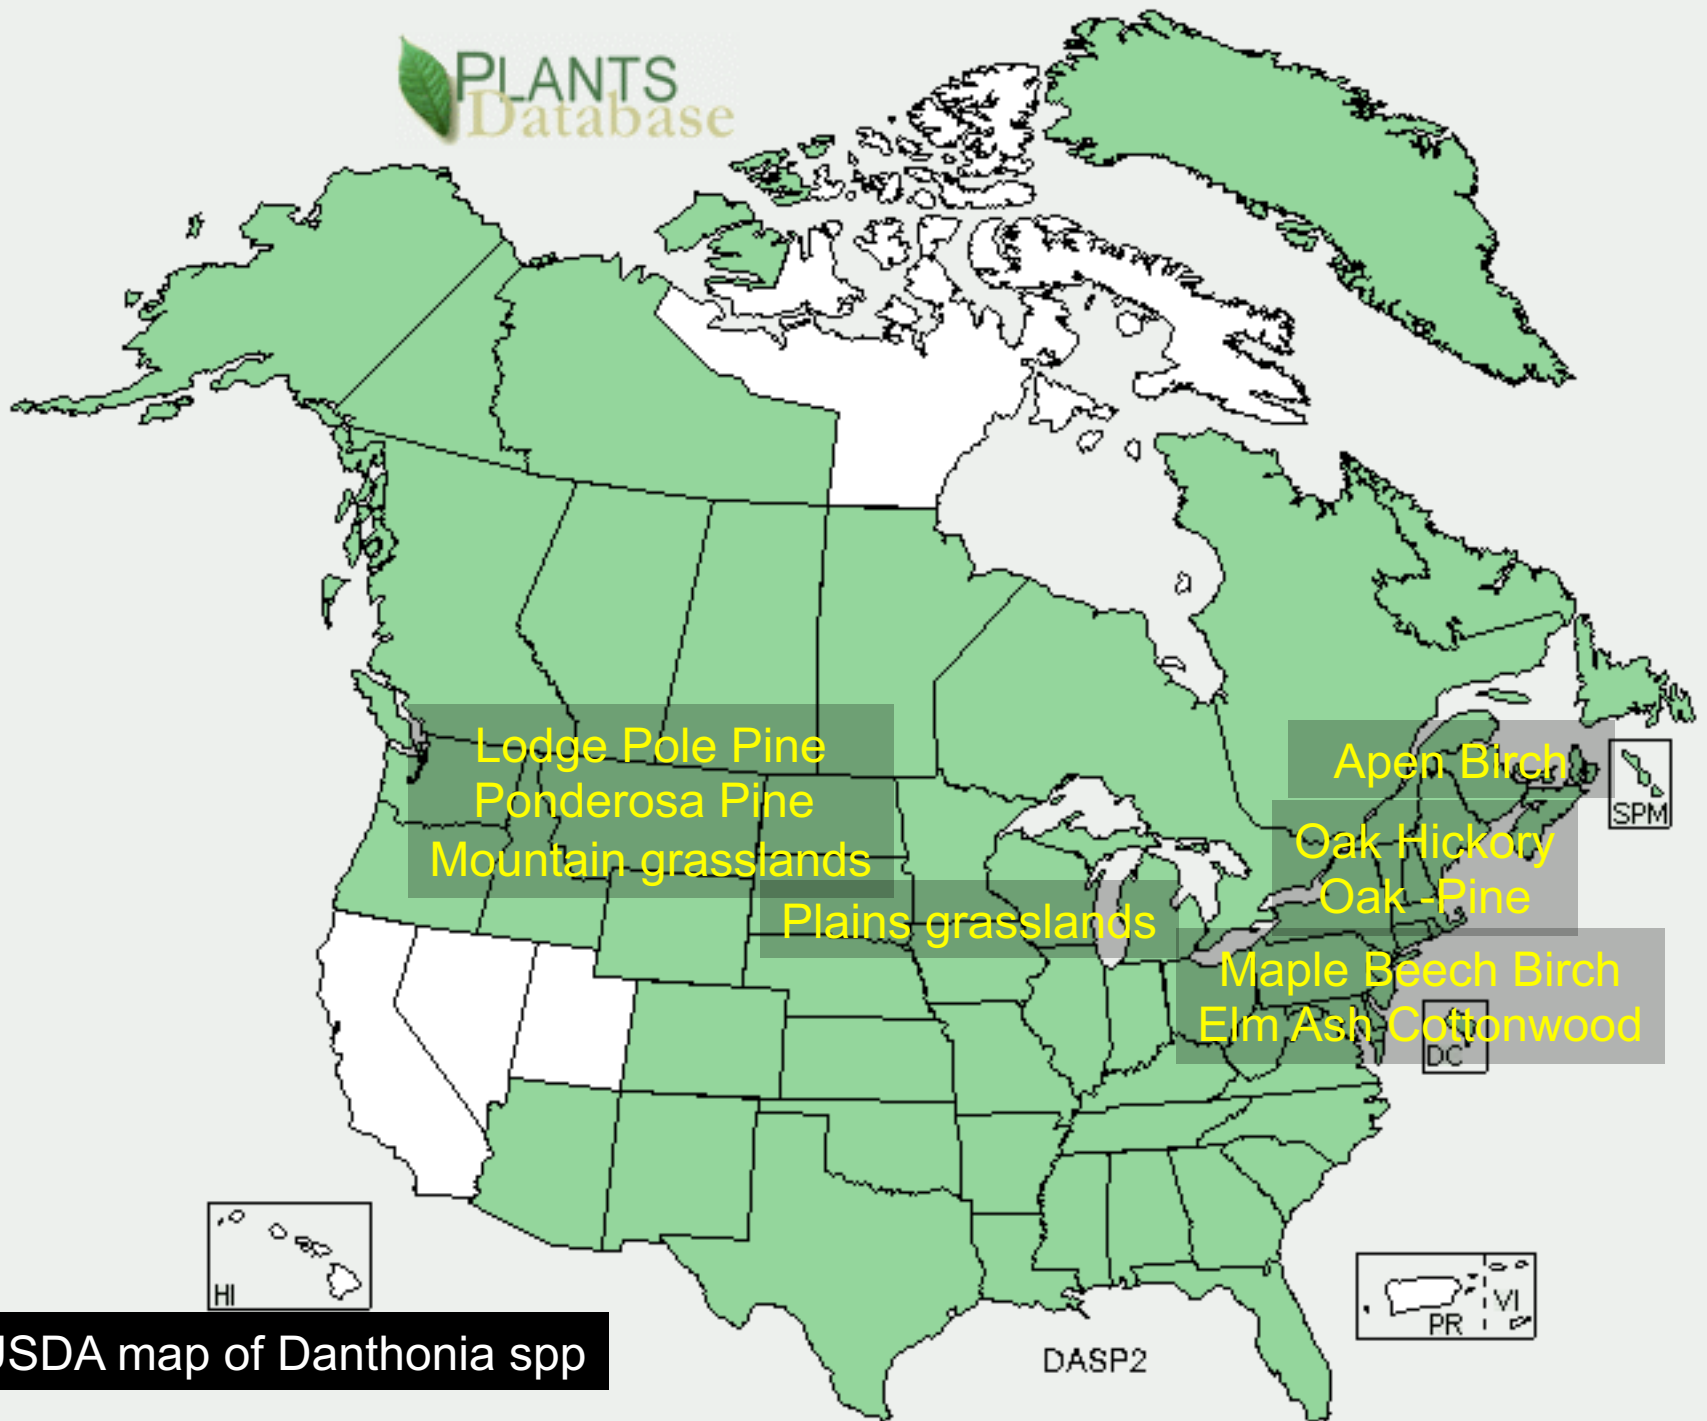 PLANTS
Database
Lodge Pole Pine
Ponderosa Pine
Mountain grasslands
Plains grasslands
Apen Birch
Oak Hickory
Oak -Pine
Maple Beech Birch
Elm Ash Cottonwood
SPM
DC
HI
PR
VI
DASP2
USDA map of Danthonia spp